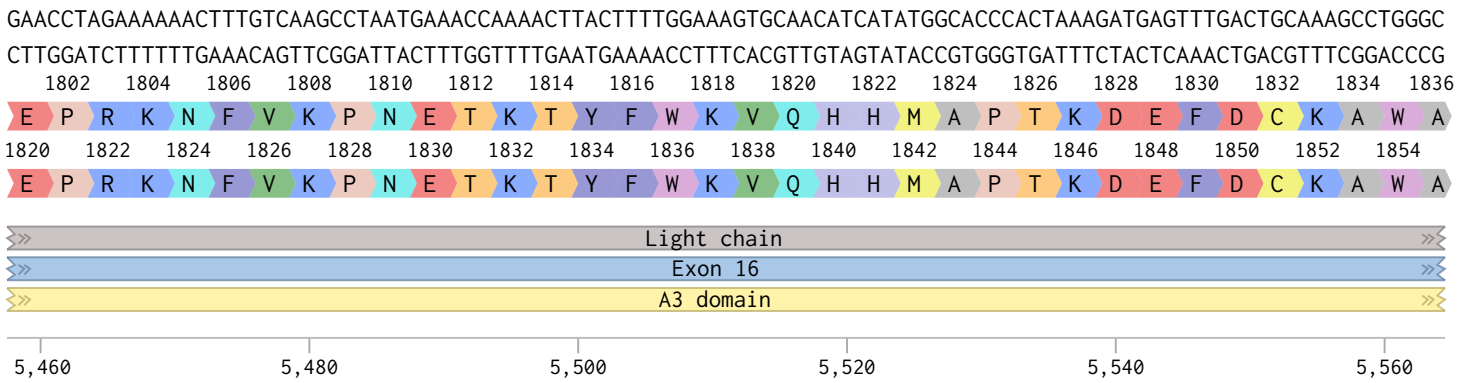 GAACCTAGAAAAAACTTTGTCAAGCCTAATGAAACCAAAACTTACTTTTGGAAAGTGCAACATCATATGGCACCCACTAAAGATGAGTTTGACTGCAAAGCCTGGGC
CTTGGATCTTTTTTGAAACAGTTCGGATTACTTTGGTTTTGAATGAAAACCTTTCACGTTGTAGTATACCGTGGGTGATTTCTACTCAAACTGACGTTTCGGACCCG
1802 1804 1806 1808 1810 1812 1814 1816 1818 1820 1822 1824 1826 1828 1830 1832 1834 1836
E P R K N F V K P N E T K T Y F W K V Q H H M A P T K D E F D C K A W A
1820 1822 1824 1826 1828 1830 1832 1834 1836 1838 1840 1842 1844 1846 1848 1850 1852 1854
E P R K N F V K P N E T K T Y F W K V Q H H M A P T K D E F D C K A W A
Light chain
Exon 16
A3 domain
5,460 5,480 5,500 5,520 5,540 5,560